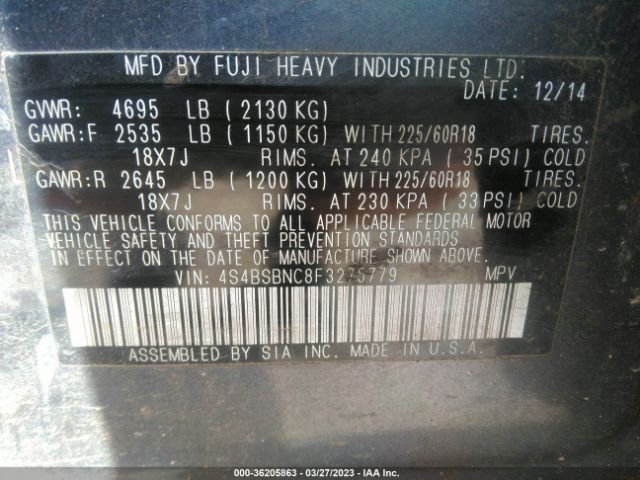 MFD BY FUJI HEAVY INDUSTRIES LTD.
DATE: 12/14
GVWR: 4695 LB ( 2130 KG)
GAWR:F 2535 LB ( 1150 KG) WITH 225/60R18 TIRES.
18X7J RIMS. AT 240 KPA ( 35 PSI) COLD
GAWR:R 2645 LB ( 1200 KG) WITH 225/60R18 TIRES.
18X7J RIMS. AT 230 KPA ( 33 PSI) COLD
THIS VEHICLE CONFORMS TO ALL APPLICABLE FEDERAL MOTOR
VEHICLE SAFETY AND THEFT PREVENTION STANDARDS
IN EFFECT ON DATE OF MANUFACTURE SHOWN ABOVE.
VIN: 4S4BSBNC8F3275779 MPV
ASSEMBLED BY SIA INC. MADE IN U.S.A.
000-36205863 - 03/27/2023 - IAA Inc.